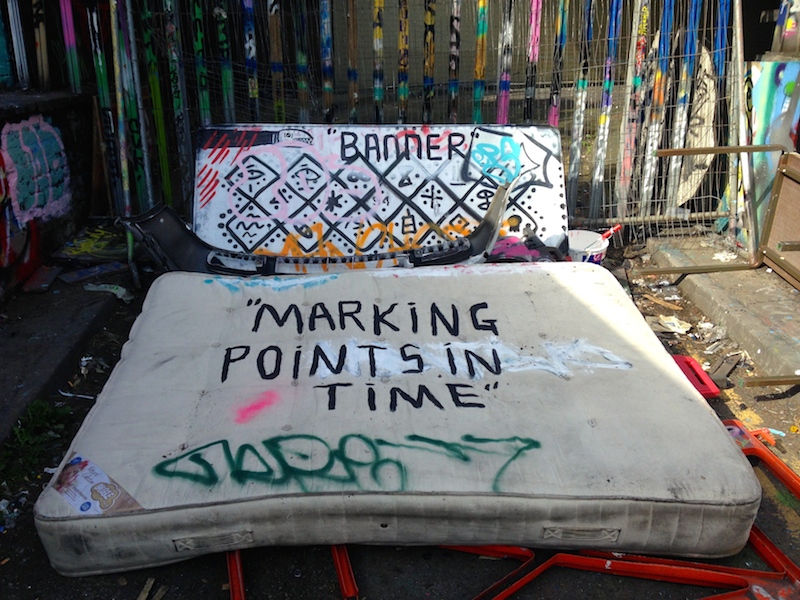 "BANNER"
"MARKING
POINTS IN
TIME"